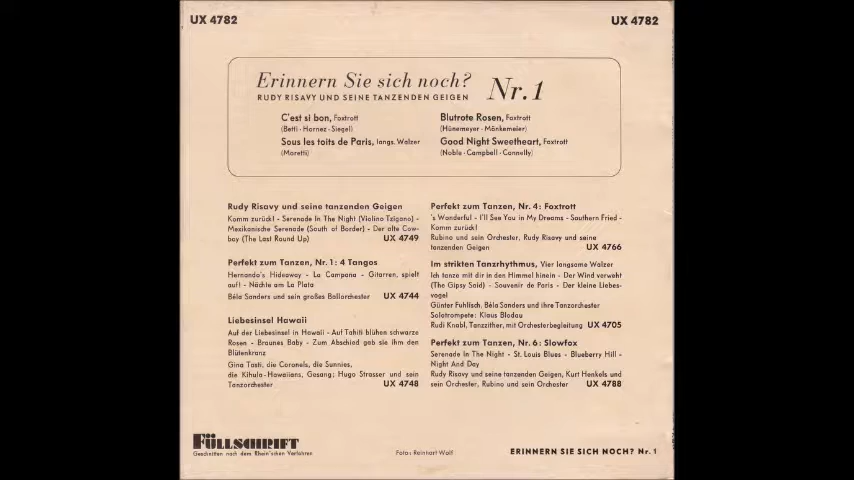 UX 4782
UX 4782
Erinnern Sie sich noch?
Nr. 1
RUDY RISAVY UND SEINE TANZENDEN GEIGEN
C'est si bon, Foxtrott
(Betti - Hornez - Siegel)
Sous les toits de Paris, langs. Walzer
(Moretti)
Blutrote Rosen, Foxtrott
(Hünemeyer - Mönkemeier)
Good Night Sweetheart, Foxtrott
(Noble - Campbell - Connelly)
Rudy Risavy und seine tanzenden Geigen
Komm zurück! - Serenade In The Night (Violino Tzigano) -
Mexikanische Serenade (South of Border) - Der alte Cow-
boy (The Last Round Up) UX 4749
Perfekt zum Tanzen, Nr. 1: 4 Tangos
Hernando's Hideaway - La Campana - Gitarren, spielt
auf! - Nächte am La Plata
Béla Sanders und sein großes Ballorchester UX 4744
Liebesinsel Hawaii
Auf der Liebesinsel in Hawaii - Auf Tahiti blühen schwarze
Rosen - Braunes Baby - Zum Abschied gab sie ihm den
Blütenkranz
Gina Tasti, die Coronels, die Sunnies,
die Kihula-Hawaiians, Gesang; Hugo Strasser und sein
Tanzorchester UX 4748
Perfekt zum Tanzen, Nr. 4: Foxtrott
's Wonderful - I'll See You in My Dreams - Southern Fried -
Komm zurück!
Rubino und sein Orchester, Rudy Risavy und seine
tanzenden Geigen UX 4766
Im strikten Tanzrhythmus, Vier langsame Walzer
Ich tanze mit dir in den Himmel hinein - Der Wind verweht
(The Gipsy Said) - Souvenir de Paris - Der kleine Liebes-
vogel
Günter Fuhlisch, Béla Sanders und ihre Tanzorchester
Solotrompete: Klaus Blodau
Rudi Knabl, Tanzzither, mit Orchesterbegleitung UX 4705
Perfekt zum Tanzen, Nr. 6: Slowfox
Serenade In The Night - St. Louis Blues - Blueberry Hill -
Night And Day
Rudy Risavy und seine tanzenden Geigen, Kurt Henkels und
sein Orchester, Rubino und sein Orchester UX 4788
FÜLLSCHRIFT
Geschnitten nach dem Rhein'schen Verfahren
Foto: Reinhart Wolf
ERINNERN SIE SICH NOCH? Nr. 1